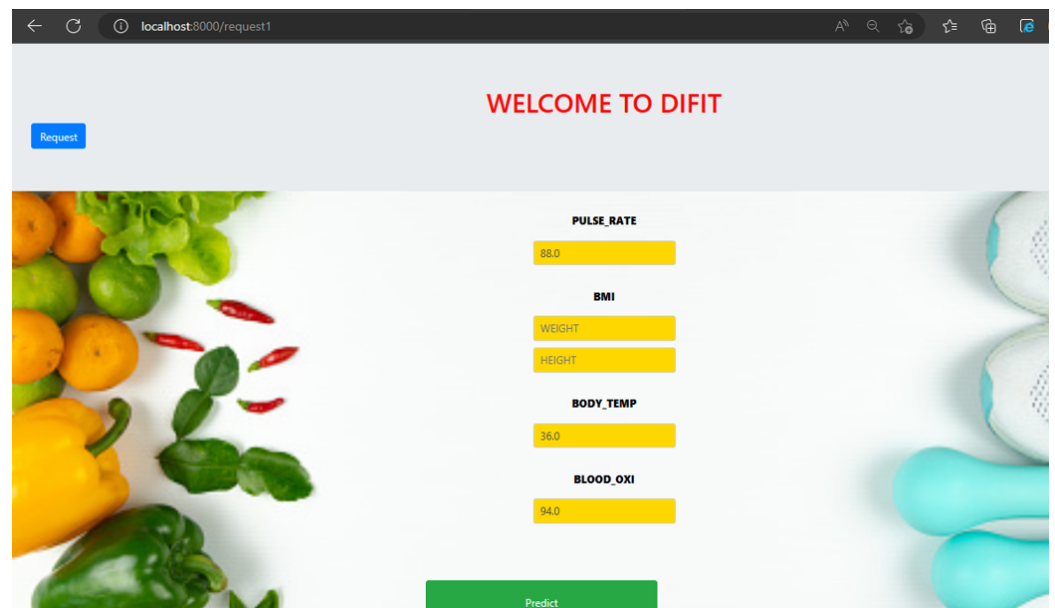 localhost:8000/request1
WELCOME TO DIFIT
Request
PULSE_RATE
88.0
BMI
WEIGHT
HEIGHT
BODY_TEMP
36.0
BLOOD_OXI
94.0
Predict